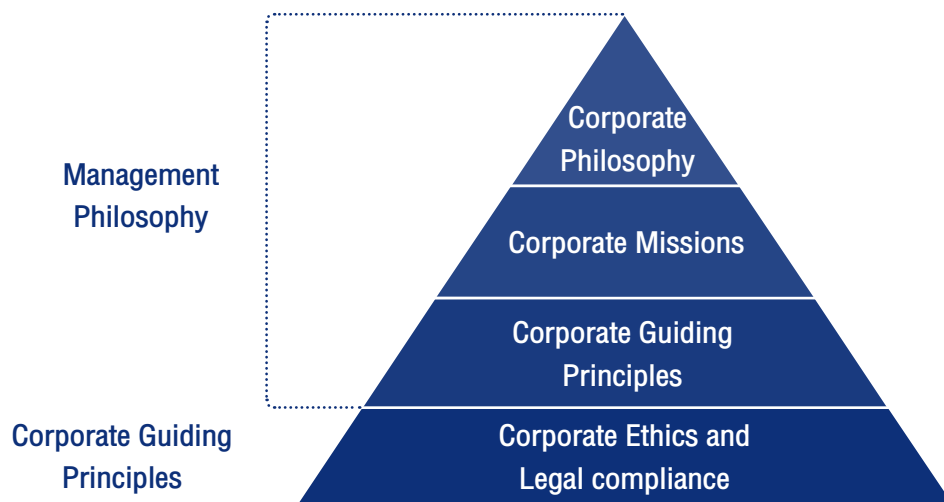 Corporate
Philosophy
Management
Philosophy
Corporate Missions
Corporate Guiding
Principles
Corporate Guiding
Principles
Corporate Ethics and
Legal compliance